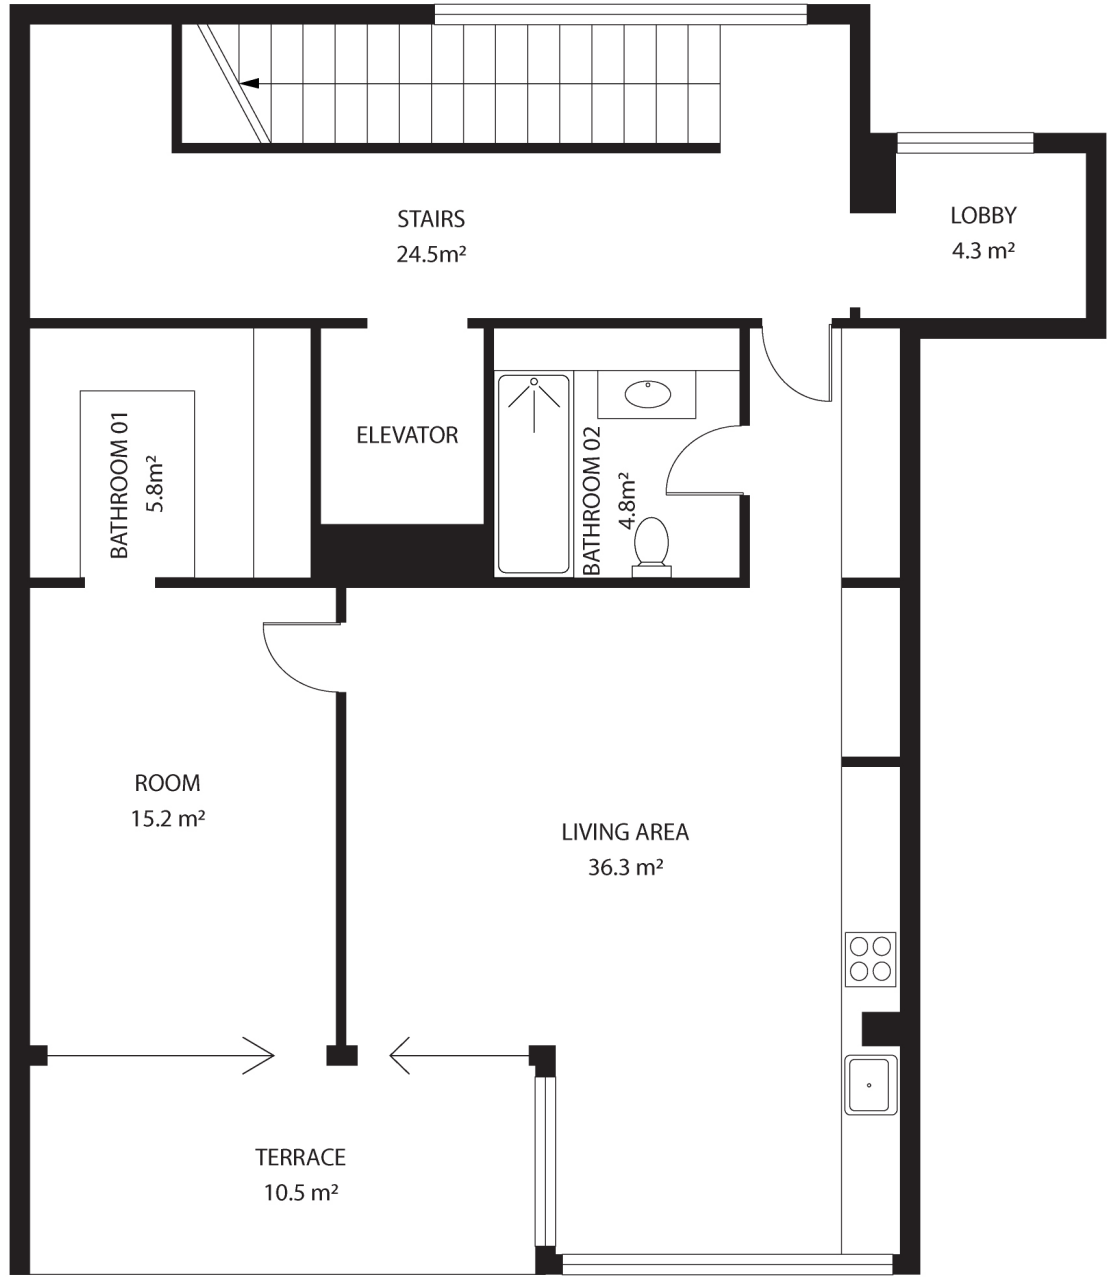 STAIRS
24.5m²
LOBBY
4.3 m²
BATHROOM 01
5.8m²
ELEVATOR
BATHROOM 02
4.8m²
ROOM
15.2 m²
LIVING AREA
36.3 m²
TERRACE
10.5 m²